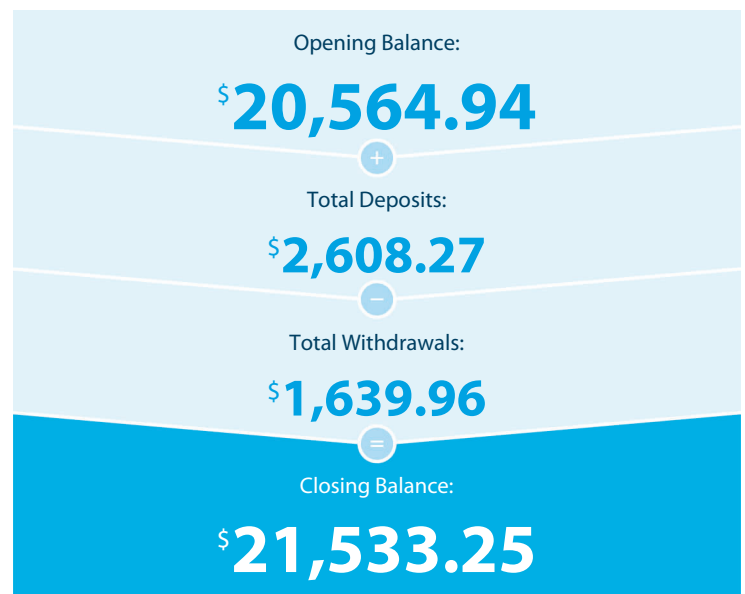 Opening Balance:
$20,564.94
+
Total Deposits:
$2,608.27
−
Total Withdrawals:
$1,639.96
=
Closing Balance:
$21,533.25